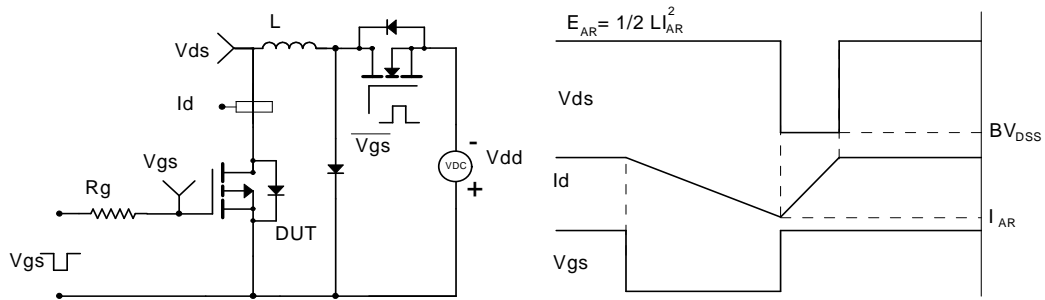 L
Vds
Id
Vgs
Vgs
Rg
DUT
Vgs
VDC
-
+
Vdd
E_AR = 1/2 LI_AR^2
Vds
BV_DSS
Id
I_AR
Vgs